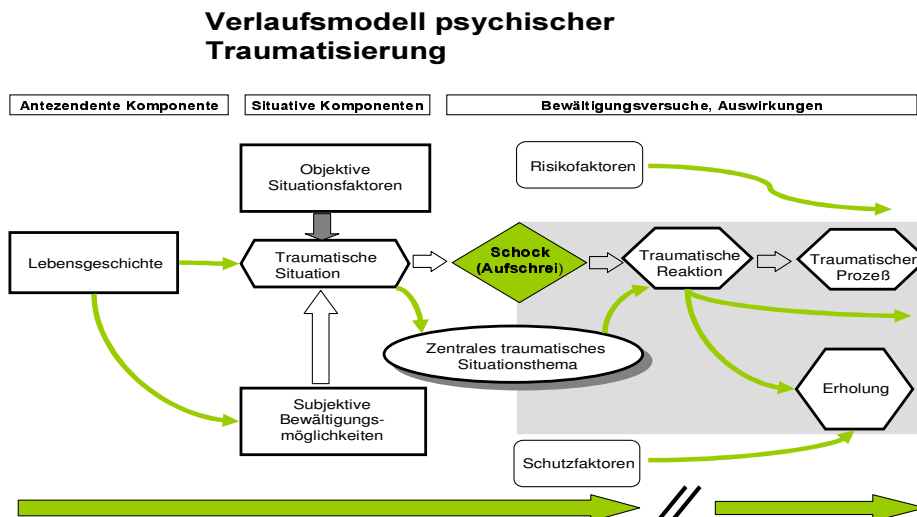 Verlaufsmodell psychischer
Traumatisierung
Antezendente Komponente
Situative Komponenten
Bewältigungsversuche, Auswirkungen
Objektive
Situationsfaktoren
Risikofaktoren
Lebensgeschichte
Traumatische
Situation
Schock
(Aufschrei)
Traumatische
Reaktion
Traumatischer
Prozeß
Zentrales traumatisches
Situationsthema
Subjektive
Bewältigungs-
möglichkeiten
Erholung
Schutzfaktoren